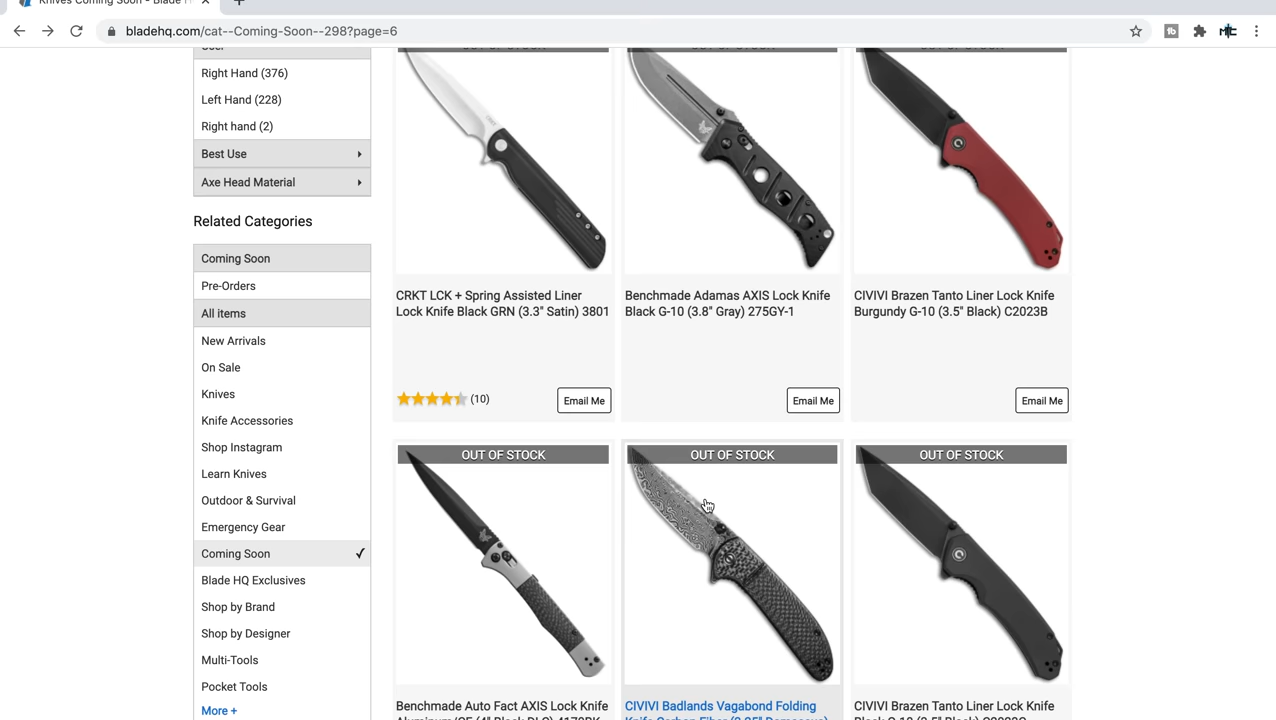 Knives Coming Soon - Blade H
bladehq.com/cat--Coming-Soon--298?page=6
Right Hand (376)
Left Hand (228)
Right hand (2)
Best Use
Axe Head Material
Related Categories
Coming Soon
Pre-Orders
All items
New Arrivals
On Sale
Knives
Knife Accessories
Shop Instagram
Learn Knives
Outdoor & Survival
Emergency Gear
Coming Soon
Blade HQ Exclusives
Shop by Brand
Shop by Designer
Multi-Tools
Pocket Tools
More +
OUT OF STOCK
CRKT LCK + Spring Assisted Liner
Lock Knife Black GRN (3.3" Satin) 3801
(10)
Email Me
OUT OF STOCK
Benchmade Adamas AXIS Lock Knife
Black G-10 (3.8" Gray) 275GY-1
Email Me
OUT OF STOCK
CIVIVI Brazen Tanto Liner Lock Knife
Burgundy G-10 (3.5" Black) C2023B
Email Me
OUT OF STOCK
Benchmade Auto Fact AXIS Lock Knife
OUT OF STOCK
CIVIVI Badlands Vagabond Folding
Knife Carbon Fiber (3.25" Damascus)
OUT OF STOCK
CIVIVI Brazen Tanto Liner Lock Knife